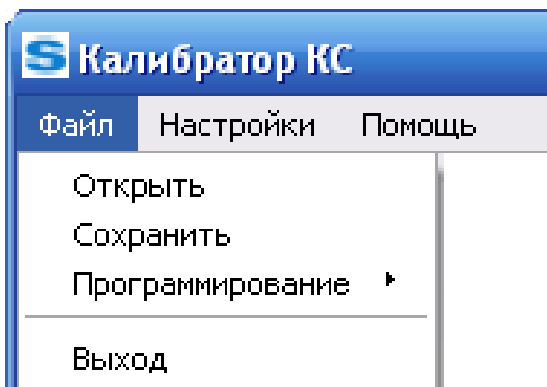 Калибратор КС
Файл Настройки Помощь
Открыть
Сохранить
Программирование
Выход